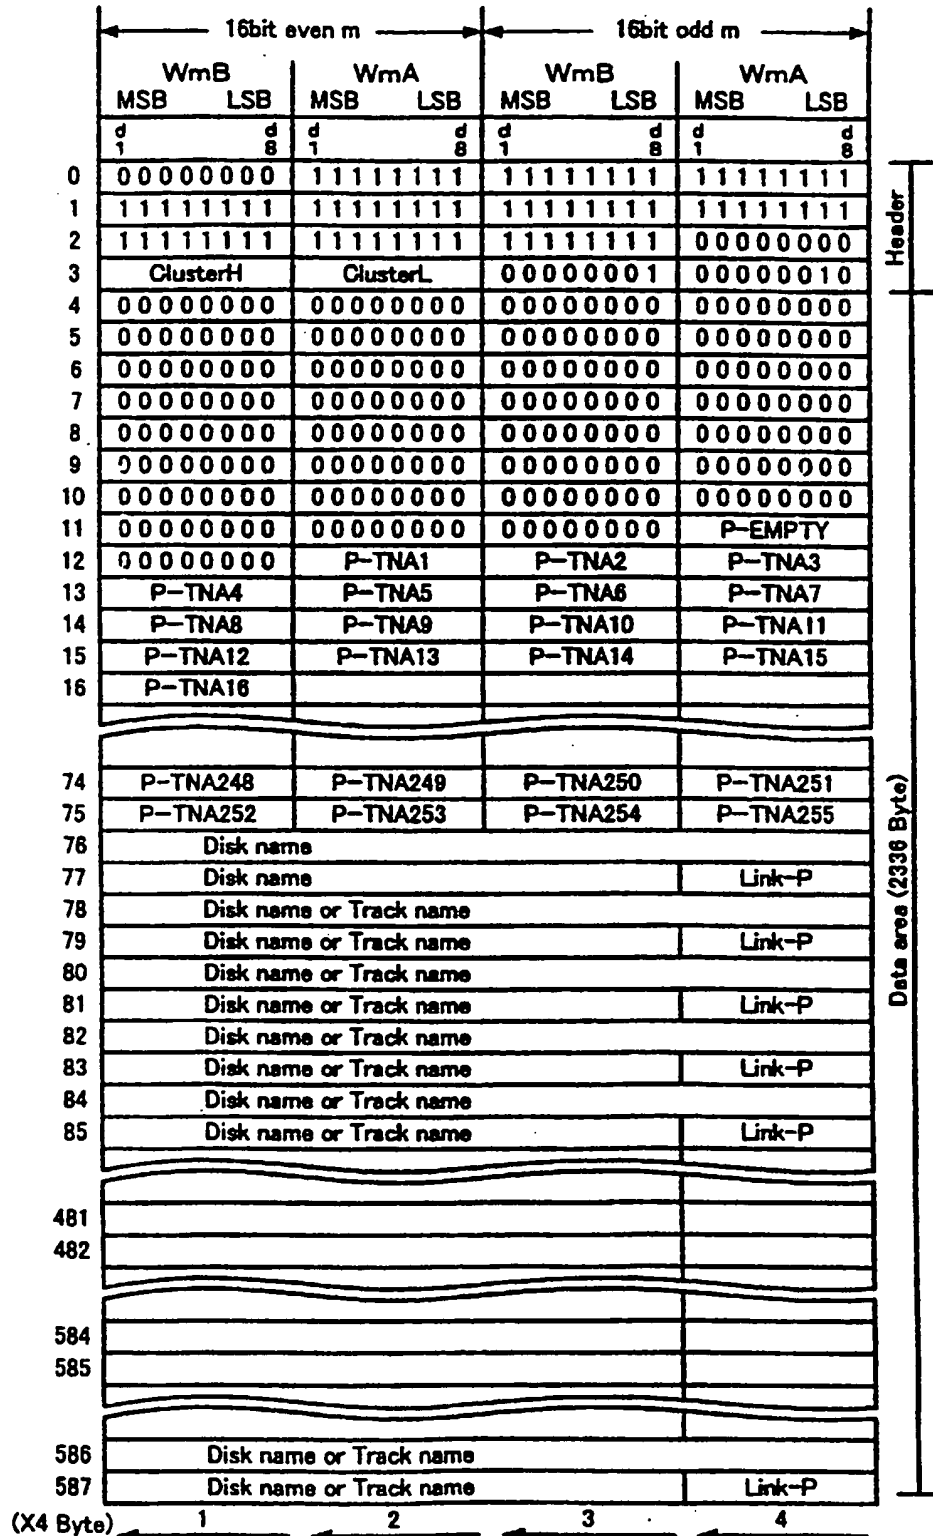 16bit even m 16bit odd m
WmB WmA WmB WmA
MSB LSB MSB LSB MSB LSB MSB LSB
d1 d8 d1 d8 d1 d8 d1 d8
Header
0 00000000 11111111 11111111 11111111
1 11111111 11111111 11111111 11111111
2 11111111 11111111 11111111 00000000
3 ClusterH ClusterL 00000001 00000010
4 00000000 00000000 00000000 00000000
5 00000000 00000000 00000000 00000000
6 00000000 00000000 00000000 00000000
7 00000000 00000000 00000000 00000000
8 00000000 00000000 00000000 00000000
9 00000000 00000000 00000000 00000000
10 00000000 00000000 00000000 00000000
11 00000000 00000000 00000000 P-EMPTY
12 00000000 P-TNA1 P-TNA2 P-TNA3
13 P-TNA4 P-TNA5 P-TNA6 P-TNA7
14 P-TNA8 P-TNA9 P-TNA10 P-TNA11
15 P-TNA12 P-TNA13 P-TNA14 P-TNA15
16 P-TNA16
74 P-TNA248 P-TNA249 P-TNA250 P-TNA251
75 P-TNA252 P-TNA253 P-TNA254 P-TNA255
76 Disk name
77 Disk name Link-P
78 Disk name or Track name
79 Disk name or Track name Link-P
80 Disk name or Track name
81 Disk name or Track name Link-P
82 Disk name or Track name
83 Disk name or Track name Link-P
84 Disk name or Track name
85 Disk name or Track name Link-P
Data area (2336 Byte)
481
482
584
585
586 Disk name or Track name
587 Disk name or Track name Link-P
(X4 Byte) 1 2 3 4